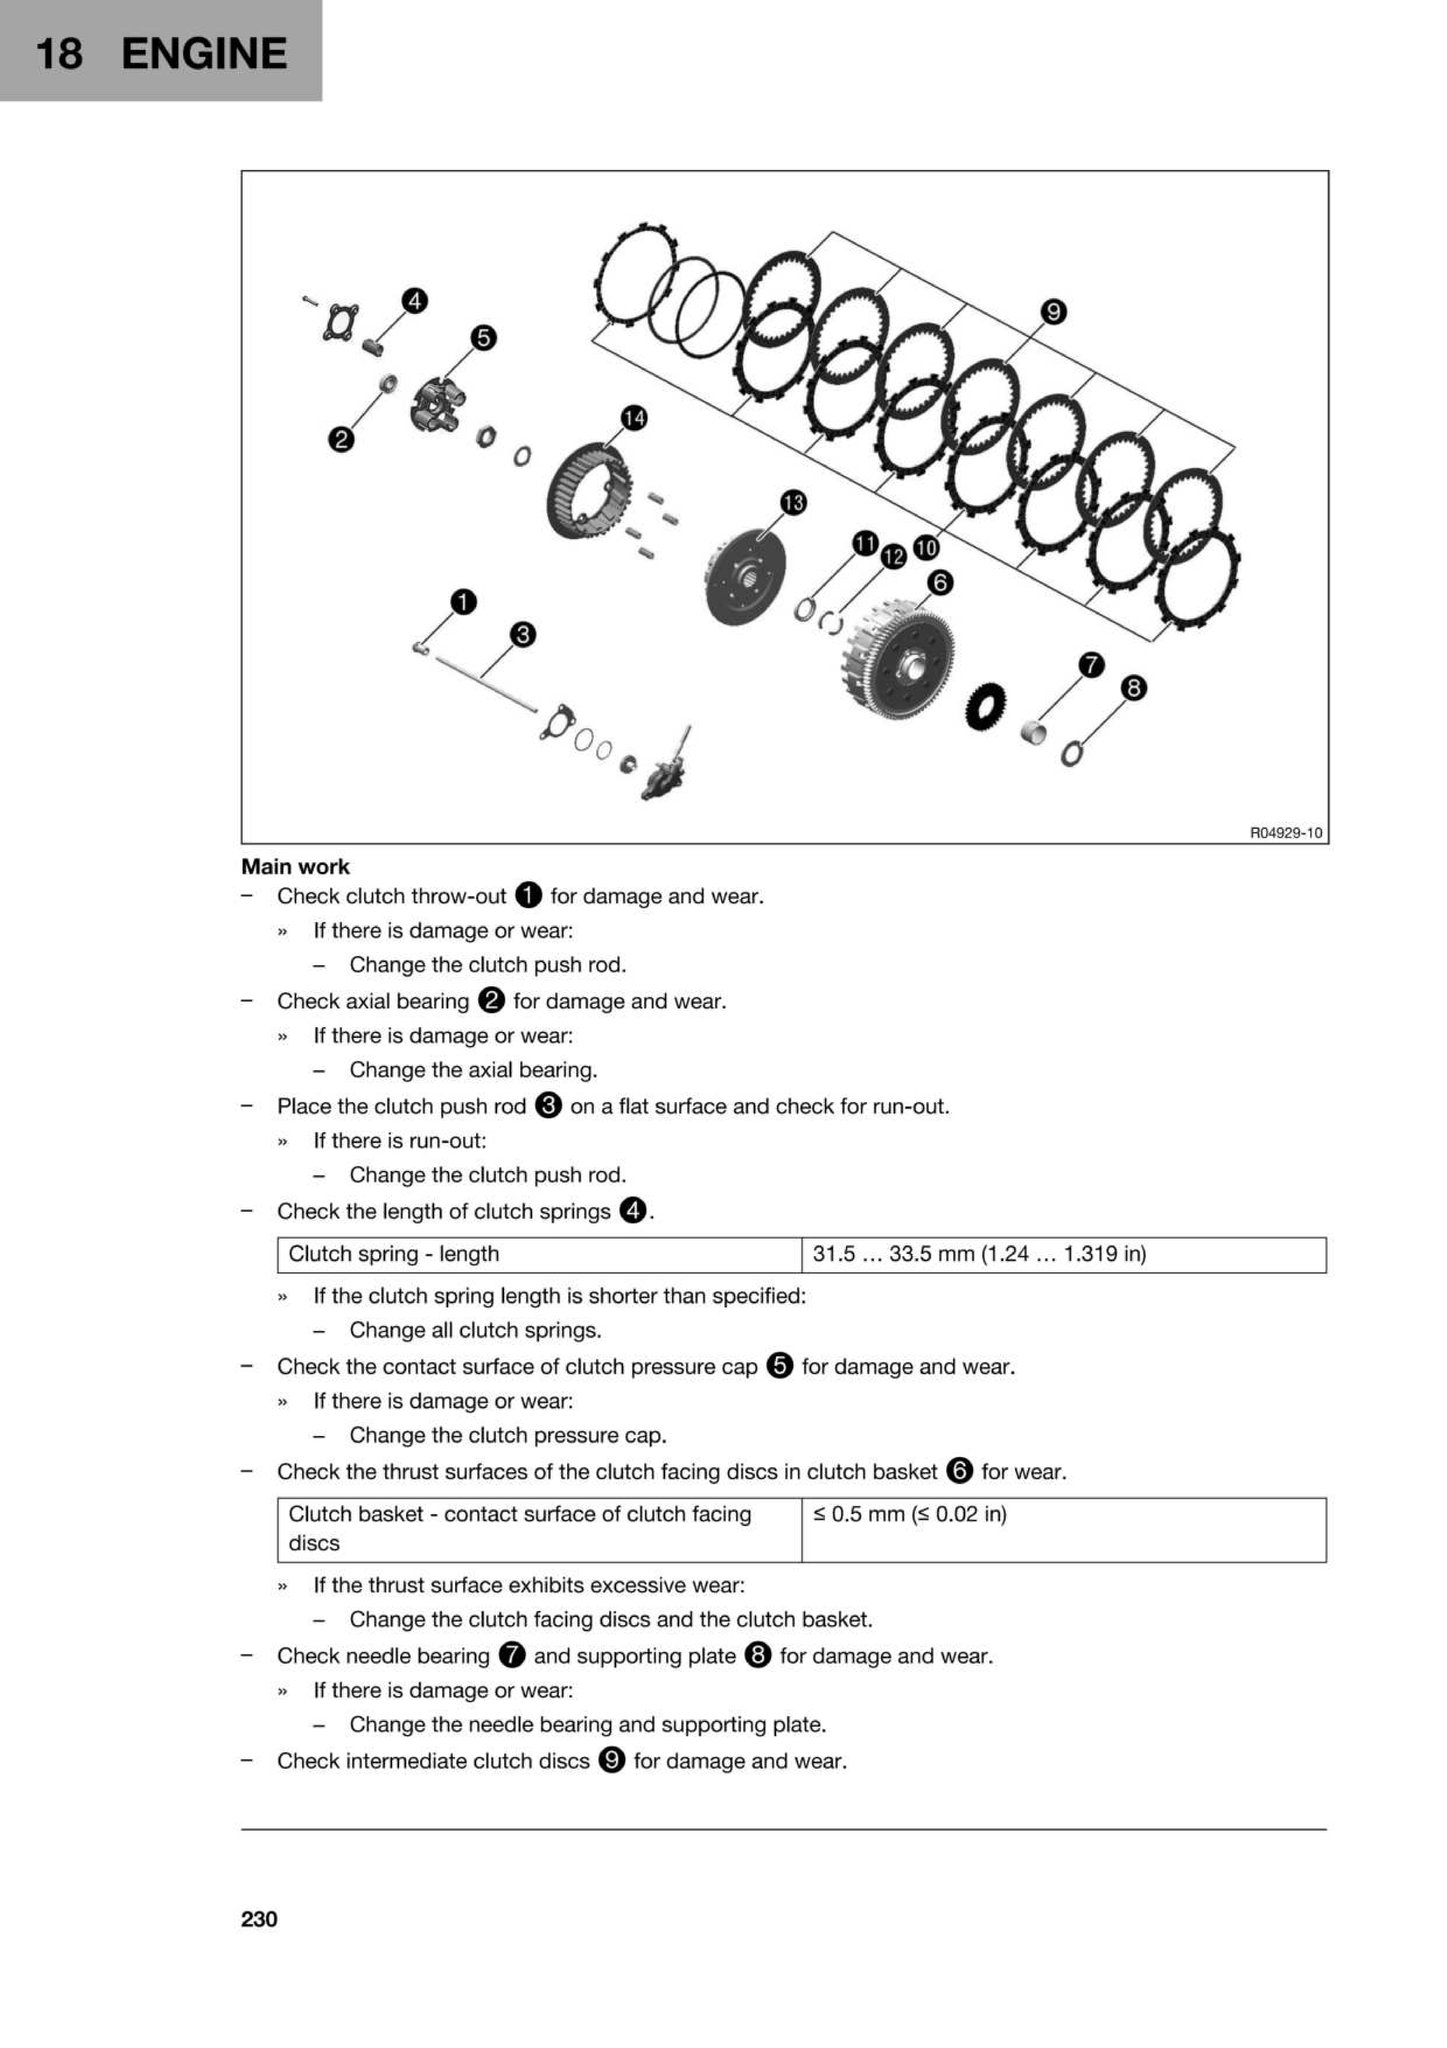 18 ENGINE
4
5
9
2
14
13
11
12
10
6
1
3
7
8
R04929-10
Main work
– Check clutch throw-out 1 for damage and wear.
» If there is damage or wear:
– Change the clutch push rod.
– Check axial bearing 2 for damage and wear.
» If there is damage or wear:
– Change the axial bearing.
– Place the clutch push rod 3 on a flat surface and check for run-out.
» If there is run-out:
– Change the clutch push rod.
– Check the length of clutch springs 4.
Clutch spring - length 31.5 … 33.5 mm (1.24 … 1.319 in)
» If the clutch spring length is shorter than specified:
– Change all clutch springs.
– Check the contact surface of clutch pressure cap 5 for damage and wear.
» If there is damage or wear:
– Change the clutch pressure cap.
– Check the thrust surfaces of the clutch facing discs in clutch basket 6 for wear.
Clutch basket - contact surface of clutch facing ≤ 0.5 mm (≤ 0.02 in)
discs
» If the thrust surface exhibits excessive wear:
– Change the clutch facing discs and the clutch basket.
– Check needle bearing 7 and supporting plate 8 for damage and wear.
» If there is damage or wear:
– Change the needle bearing and supporting plate.
– Check intermediate clutch discs 9 for damage and wear.
230